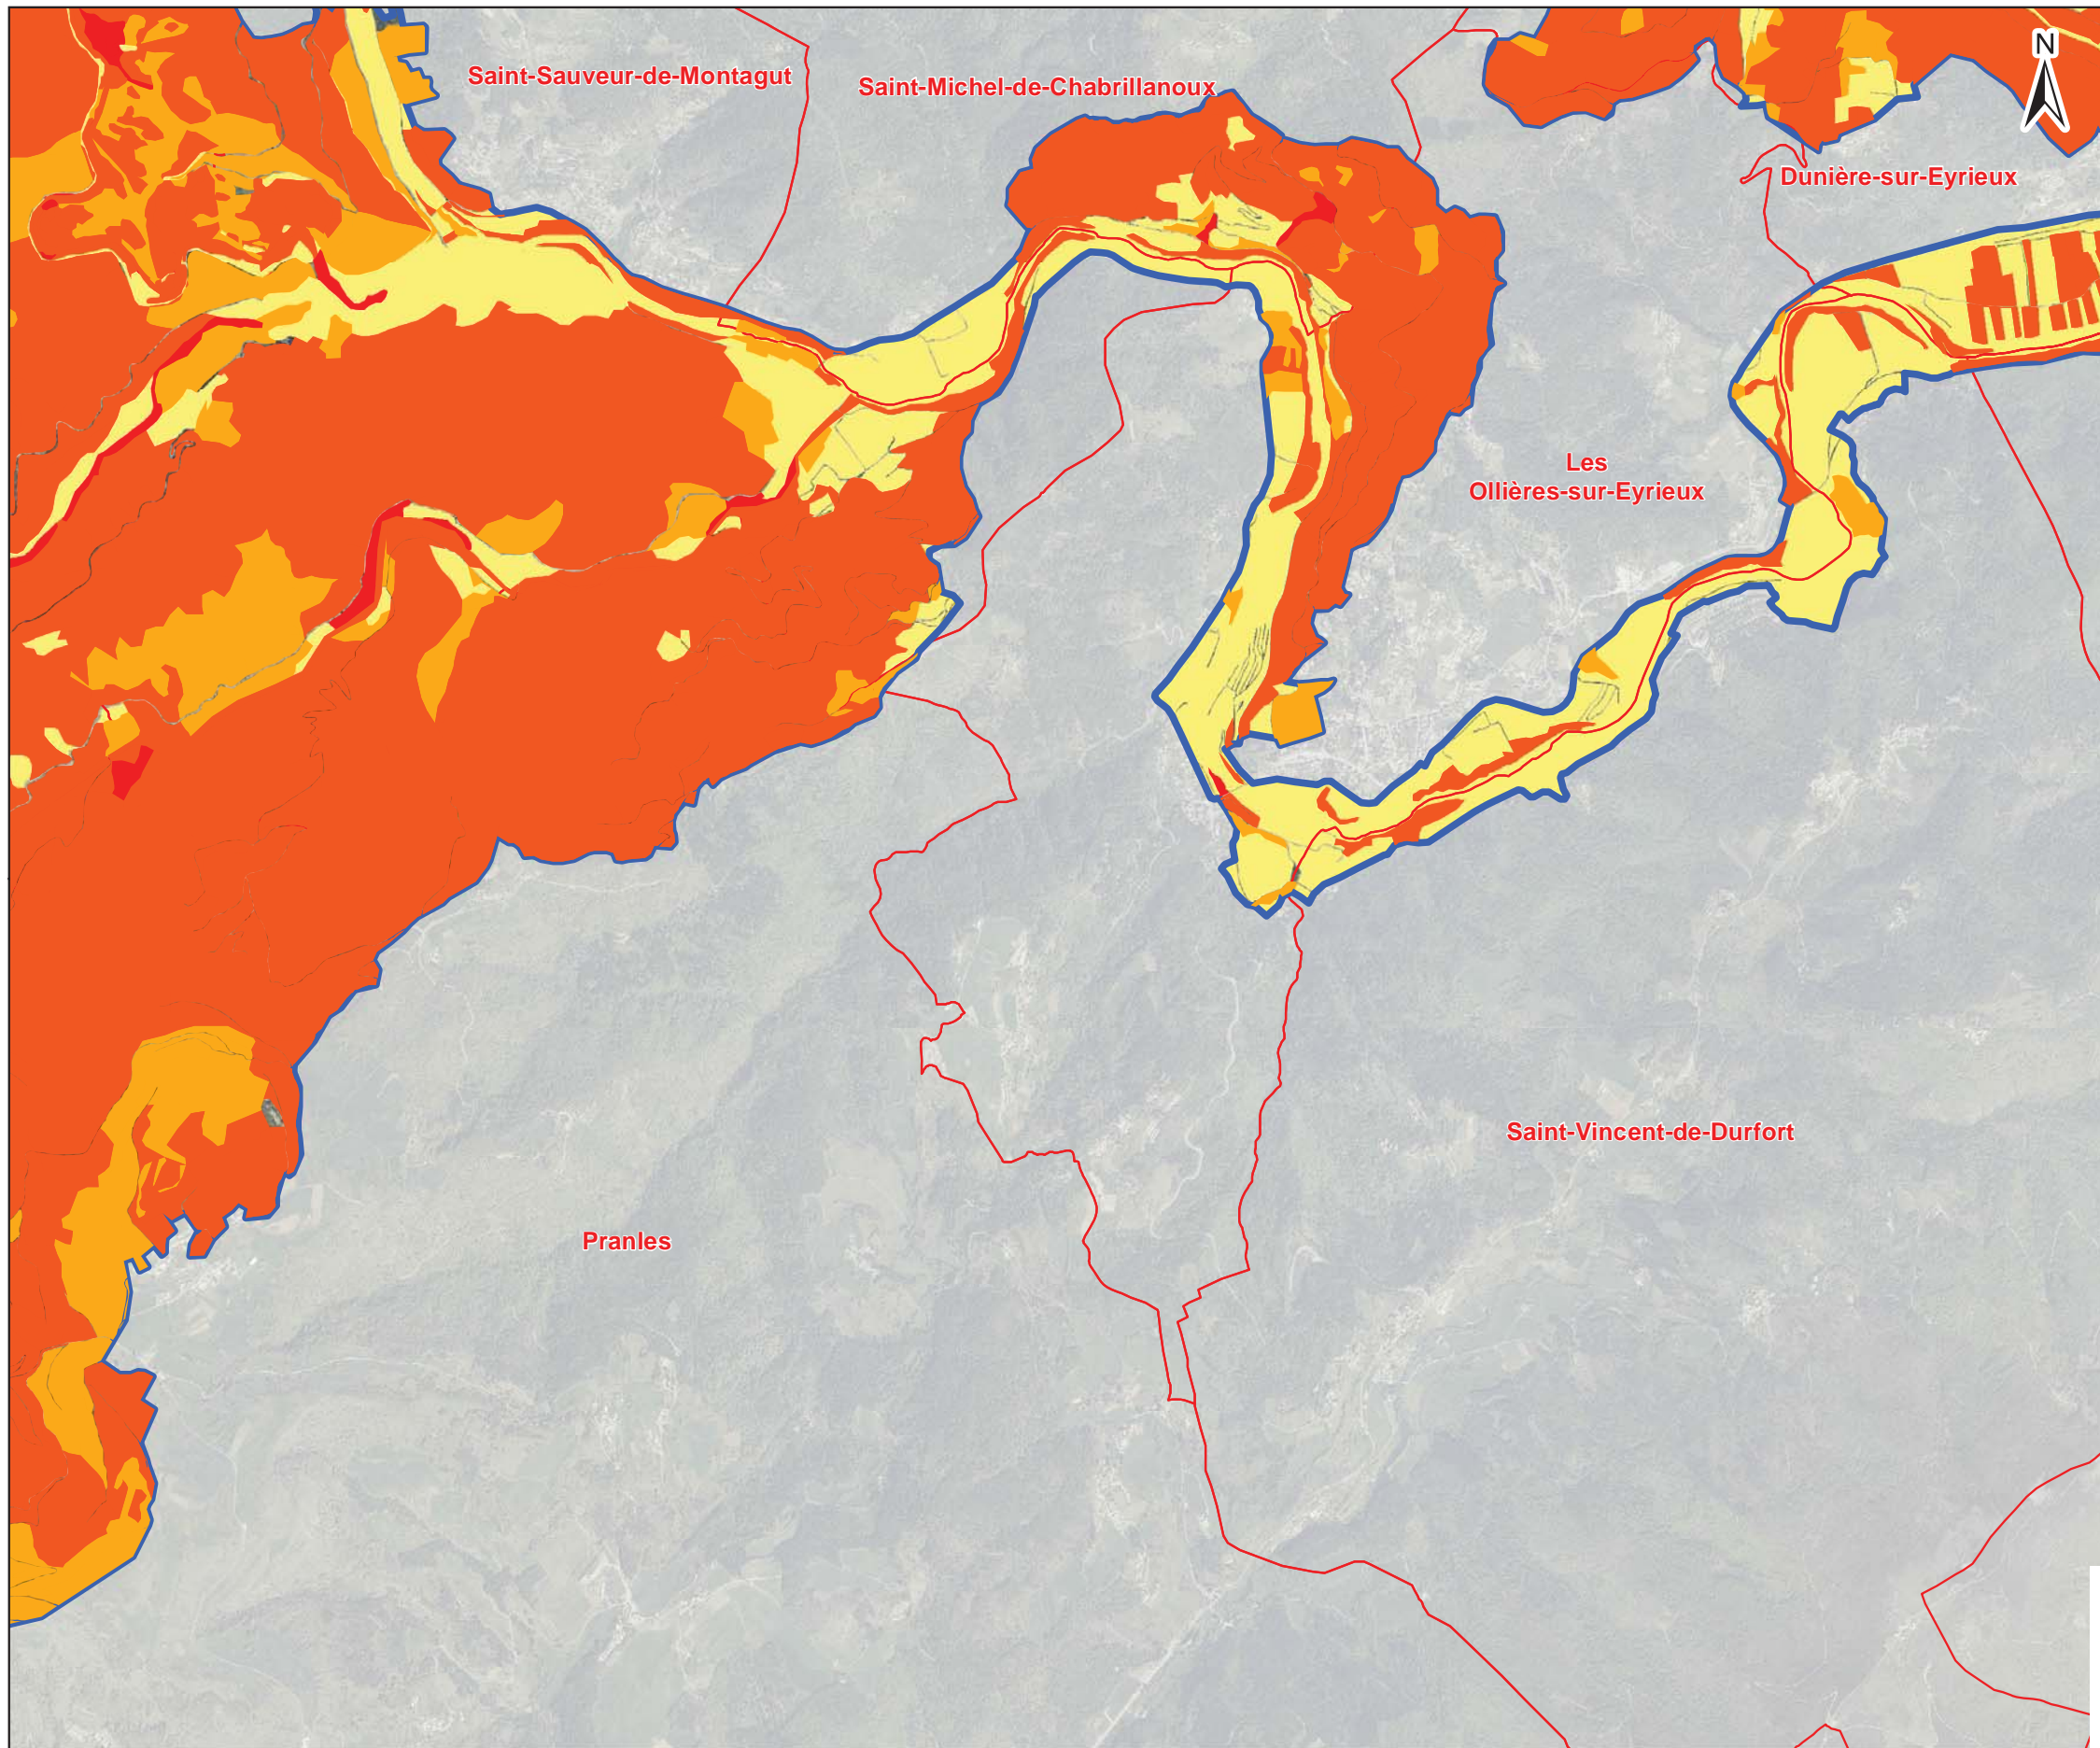 N
Saint-Sauveur-de-Montagut
Saint-Michel-de-Chabrillanoux
Dunière-sur-Eyrieux
Les
Ollières-sur-Eyrieux
Saint-Vincent-de-Durfort
Pranles